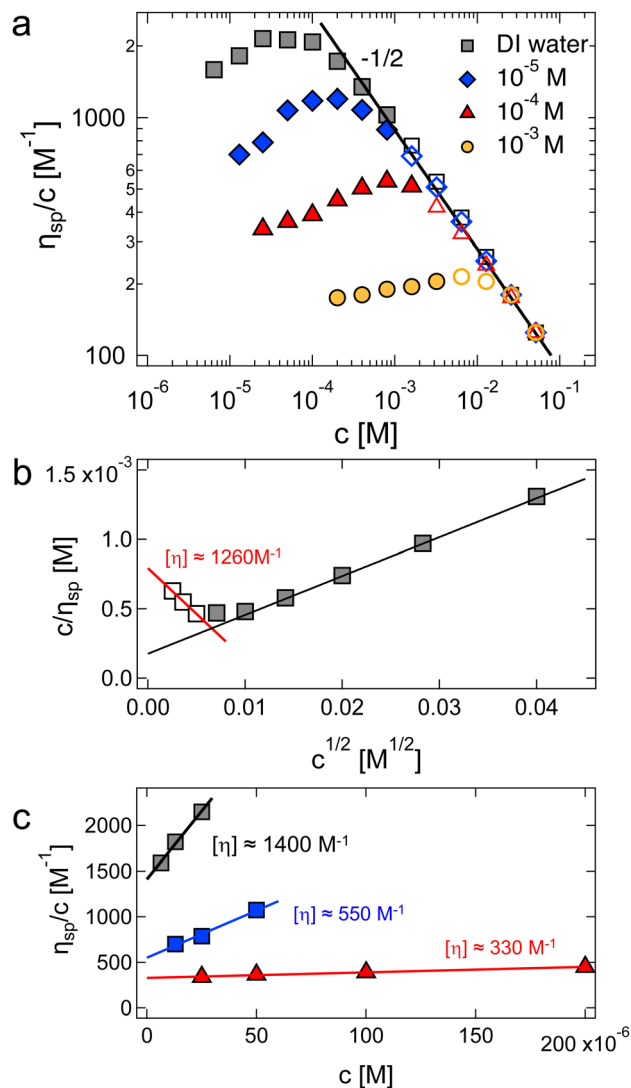 a
2
1000
6
5
4
3
2
100
-1/2
DI water
10⁻⁵ M
10⁻⁴ M
10⁻³ M
ηsp/c [M⁻¹]
10⁻⁶ 10⁻⁵ 10⁻⁴ 10⁻³ 10⁻² 10⁻¹
c [M]
b
1.5 x10⁻³
1.0
0.5
0.0
c/ηsp [M]
[η] ≈ 1260M⁻¹
0.00 0.01 0.02 0.03 0.04
c¹/² [M¹/²]
c
2000
1500
1000
500
0
ηsp/c [M⁻¹]
[η] ≈ 1400 M⁻¹
[η] ≈ 550 M⁻¹
[η] ≈ 330 M⁻¹
0 50 100 200 x10⁻⁶
c [M]